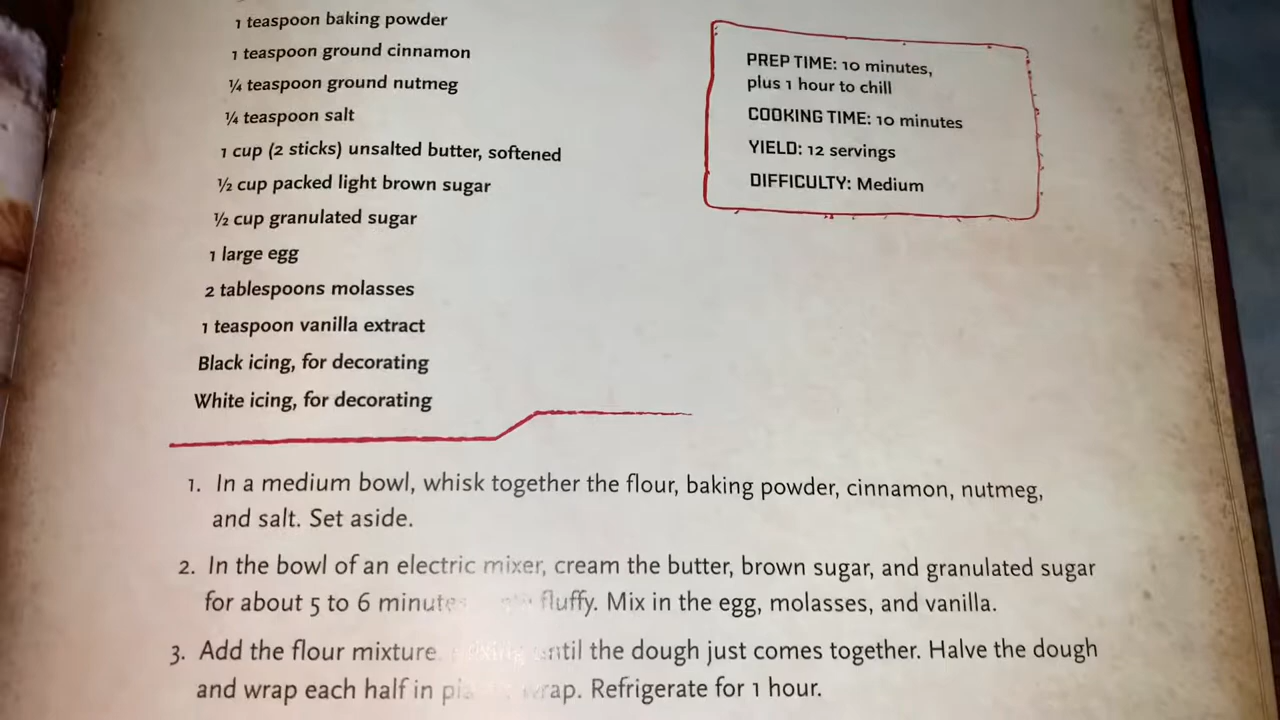 1 teaspoon baking powder
1 teaspoon ground cinnamon
¼ teaspoon ground nutmeg
¼ teaspoon salt
1 cup (2 sticks) unsalted butter, softened
½ cup packed light brown sugar
½ cup granulated sugar
1 large egg
2 tablespoons molasses
1 teaspoon vanilla extract
Black icing, for decorating
White icing, for decorating
PREP TIME: 10 minutes,
plus 1 hour to chill
COOKING TIME: 10 minutes
YIELD: 12 servings
DIFFICULTY: Medium
1. In a medium bowl, whisk together the flour, baking powder, cinnamon, nutmeg,
and salt. Set aside.
2. In the bowl of an electric mixer, cream the butter, brown sugar, and granulated sugar
for about 5 to 6 minutes fluffy. Mix in the egg, molasses, and vanilla.
3. Add the flour mixture until the dough just comes together. Halve the dough
and wrap each half in wrap. Refrigerate for 1 hour.